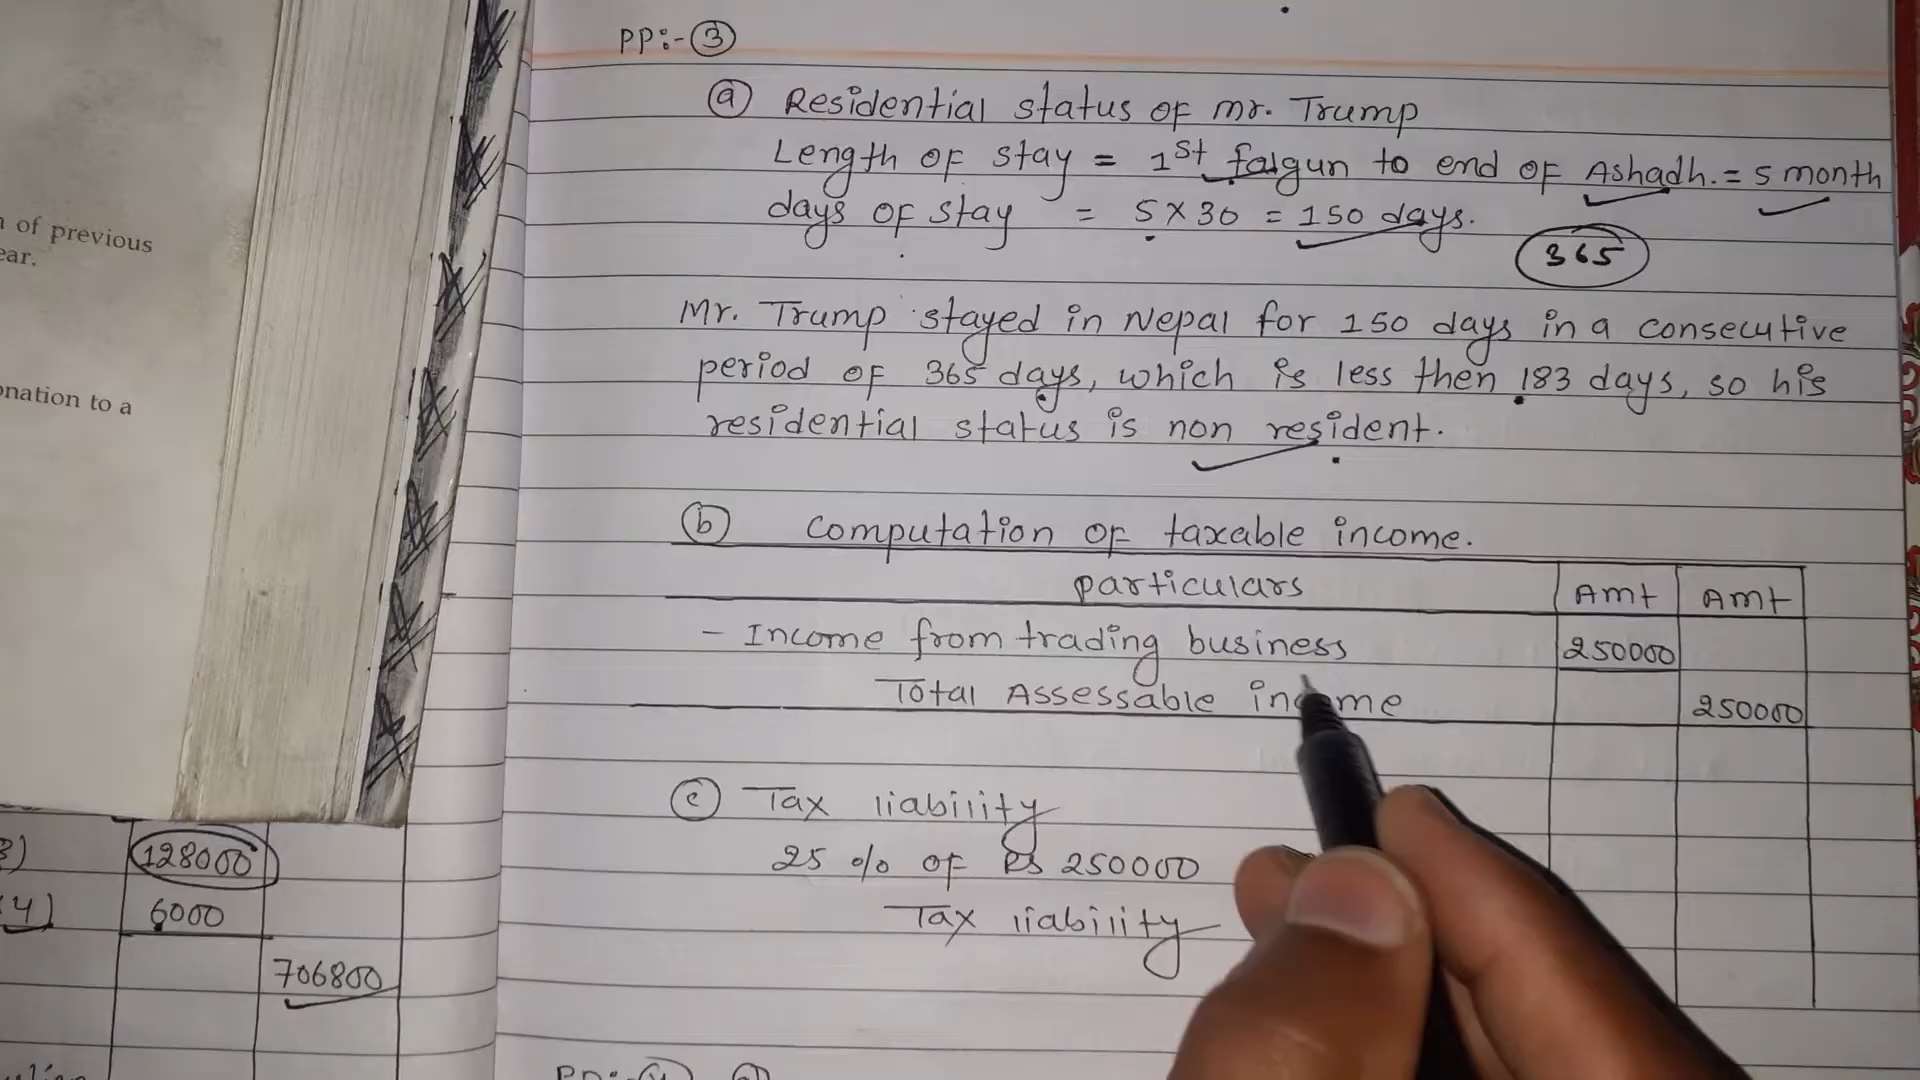 of previous
ear.
nation to a
3)
128000
4)
6000
706800
PP:- 3
a Residential status of mr. Trump
Length of stay = 1st falgun to end of Ashadh. = 5 month
days of stay = 5 x 30 = 150 days.
365
Mr. Trump stayed in Nepal for 150 days in a consecutive
period of 365 days, which is less then 183 days, so his
residential status is non resident.
b Computation of taxable income.
particulars Amt Amt
- Income from trading business 250000
Total Assessable income 250000
c Tax liability
25 % of Rs 250000
Tax liability